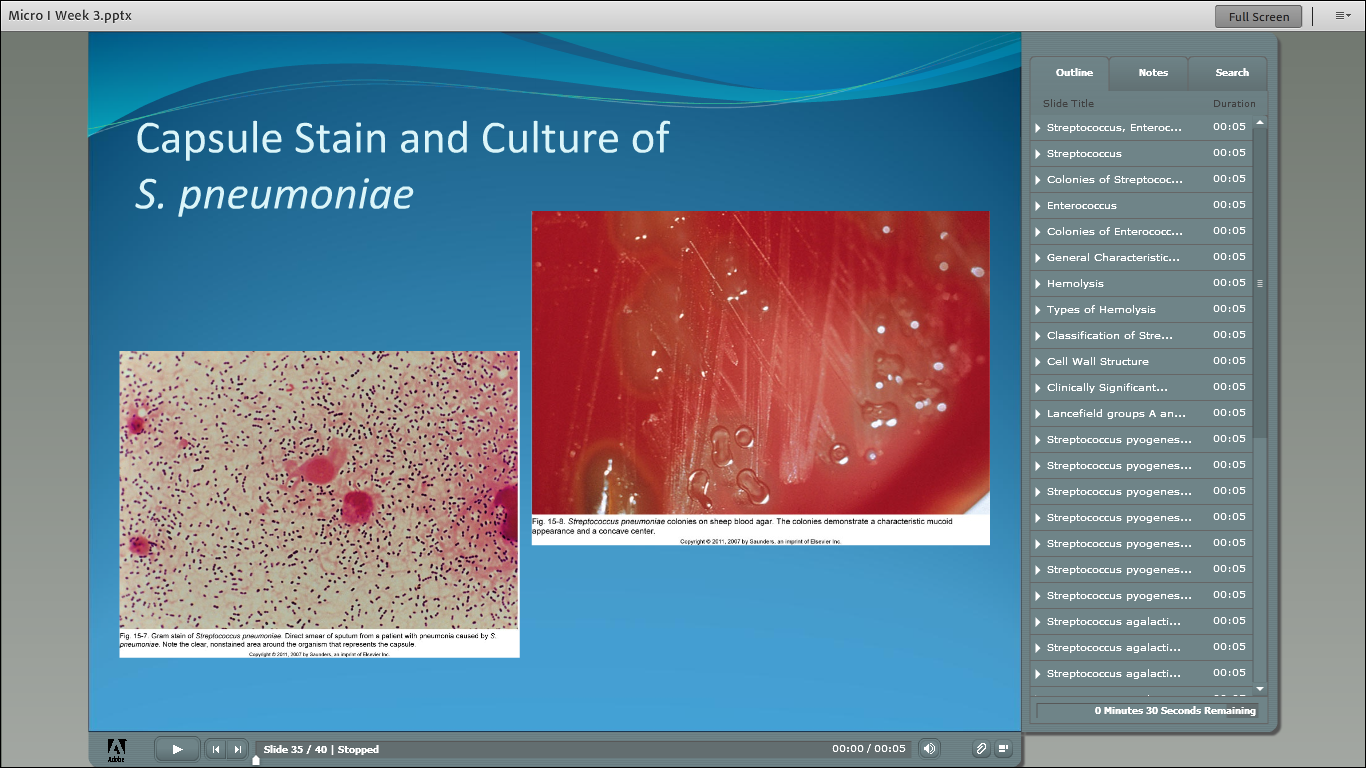 Micro I Week 3.pptx
Full Screen
Capsule Stain and Culture of
S. pneumoniae
Fig. 15-8. Streptococcus pneumoniae colonies on sheep blood agar. The colonies demonstrate a characteristic mucoid
appearance and a concave center.
Copyright © 2011, 2007 by Saunders, an imprint of Elsevier Inc.
Fig. 15-7. Gram stain of Streptococcus pneumoniae. Direct smear of sputum from a patient with pneumonia caused by S.
pneumoniae. Note the clear, nonstained area around the organism that represents the capsule.
Copyright © 2011, 2007 by Saunders, an imprint of Elsevier Inc.
Outline Notes Search
Slide Title Duration
Streptococcus, Enteroc... 00:05
Streptococcus 00:05
Colonies of Streptococ... 00:05
Enterococcus 00:05
Colonies of Enterococc... 00:05
General Characteristic... 00:05
Hemolysis 00:05
Types of Hemolysis 00:05
Classification of Stre... 00:05
Cell Wall Structure 00:05
Clinically Significant... 00:05
Lancefield groups A an... 00:05
Streptococcus pyogenes... 00:05
Streptococcus pyogenes... 00:05
Streptococcus pyogenes... 00:05
Streptococcus pyogenes... 00:05
Streptococcus pyogenes... 00:05
Streptococcus pyogenes... 00:05
Streptococcus pyogenes... 00:05
Streptococcus agalacti... 00:05
Streptococcus agalacti... 00:05
Streptococcus agalacti... 00:05
0 Minutes 30 Seconds Remaining
Adobe
Slide 35 / 40 | Stopped 00:00 / 00:05